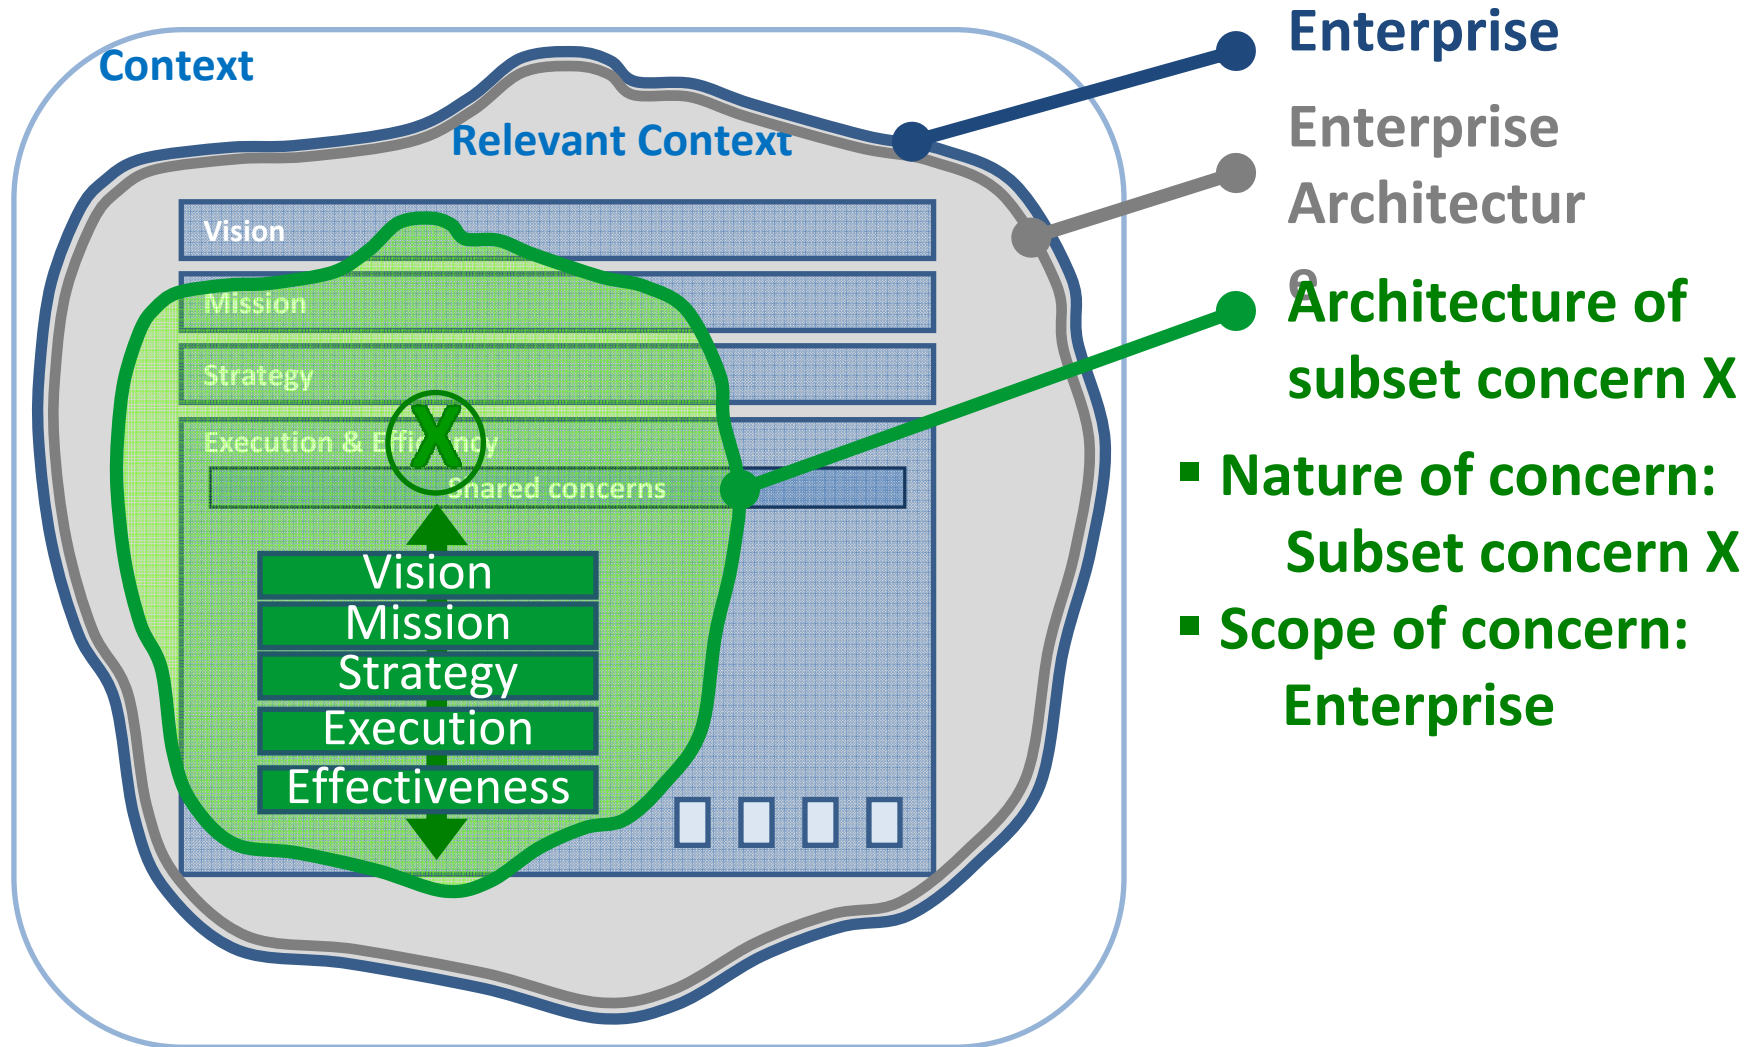 Context
Relevant Context
Vision
Mission
Strategy
Execution & Efficiency
X
Shared concerns
Vision
Mission
Strategy
Execution
Effectiveness
Enterprise
Enterprise
Architectur
e
Architecture of
subset concern X
▪ Nature of concern:
Subset concern X
▪ Scope of concern:
Enterprise